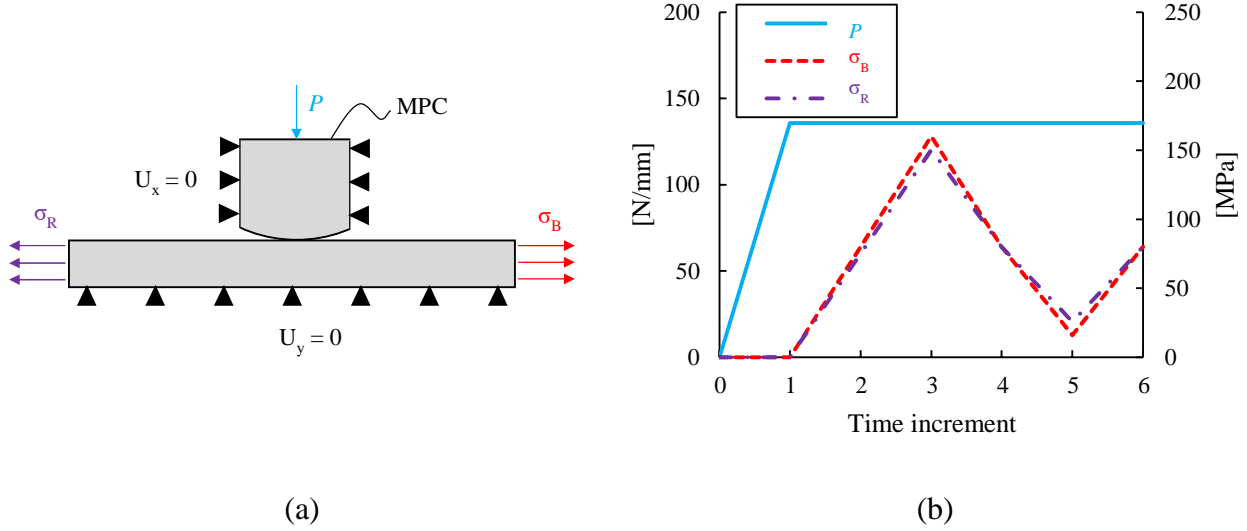 P
MPC
U_x = 0
σ_R
σ_B
U_y = 0
(a)
200
150
100
50
0
[N/mm]
P
σ_B
σ_R
250
200
150
100
50
0
[MPa]
0 1 2 3 4 5 6
Time increment
(b)